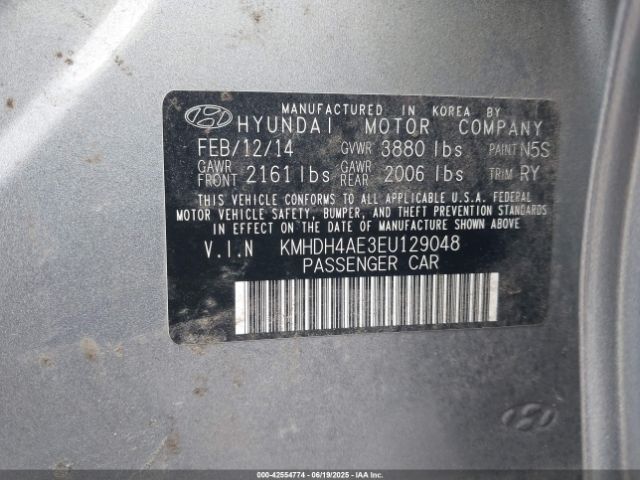 MANUFACTURED IN KOREA BY
HYUNDAI MOTOR COMPANY
FEB/12/14 GVWR 3880 lbs PAINT N5S
GAWR FRONT 2161 lbs GAWR REAR 2006 lbs TRIM RY
THIS VEHICLE CONFORMS TO ALL APPLICABLE U.S.A. FEDERAL
MOTOR VEHICLE SAFETY, BUMPER, AND THEFT PREVENTION STANDARDS
IN EFFECT ON THE DATE OF MANUFACTURE SHOWN ABOVE
V.I.N KMHDH4AE3EU129048
PASSENGER CAR
000-42554774 - 06/19/2025 - IAAI.COM